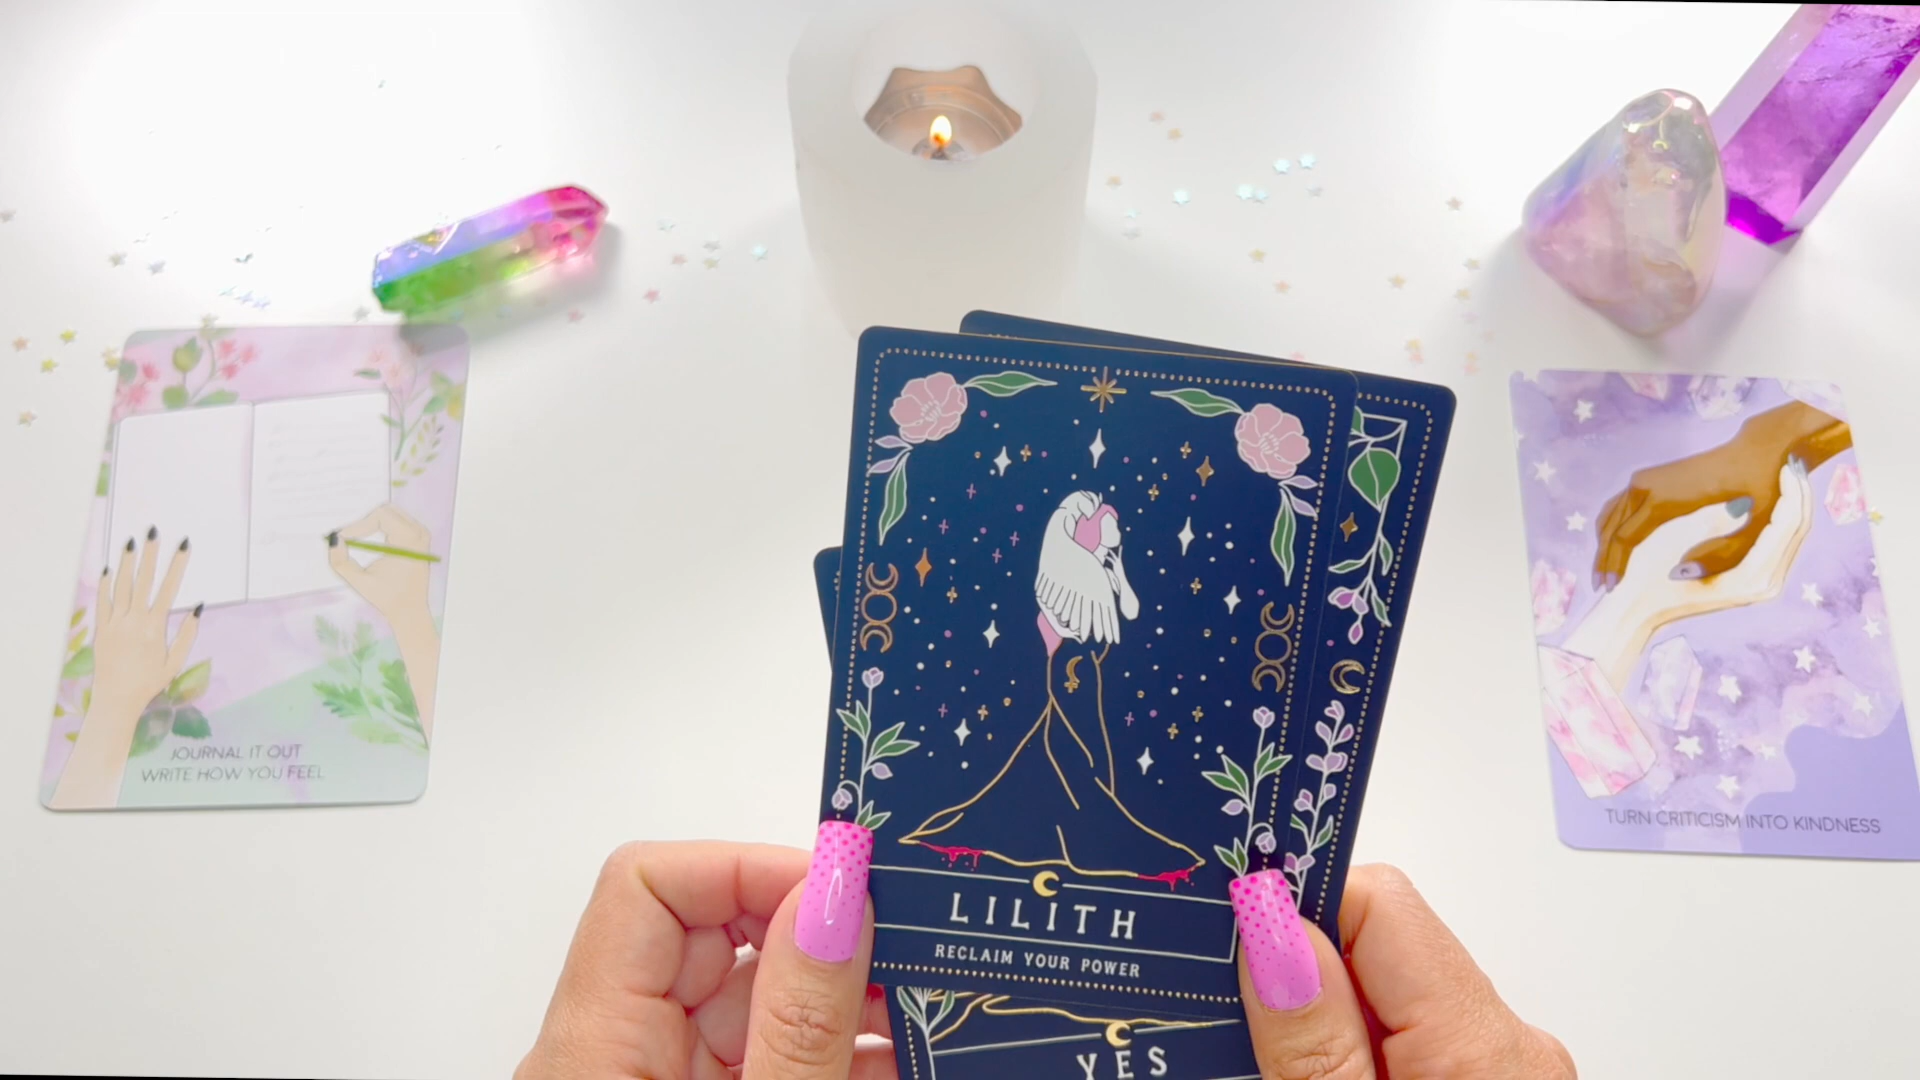 JOURNAL IT OUT
WRITE HOW YOU FEEL
LILITH
RECLAIM YOUR POWER
YES
TURN CRITICISM INTO KINDNESS